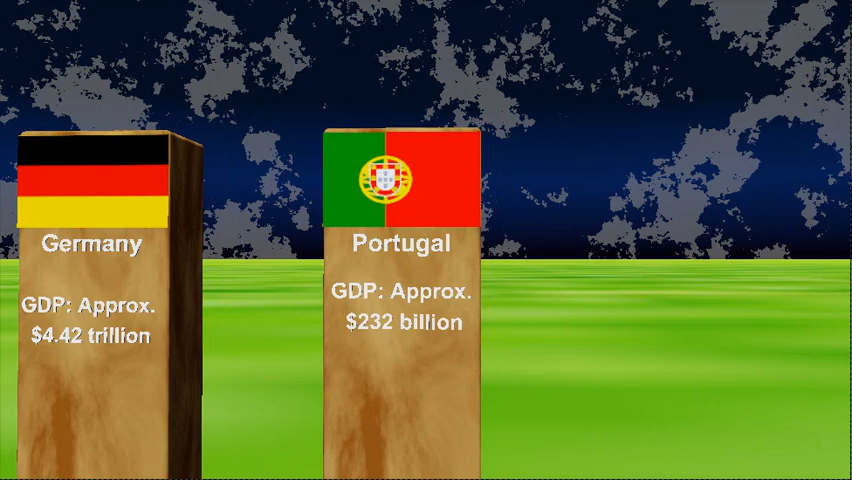 Germany
GDP: Approx.
$4.42 trillion
Portugal
GDP: Approx.
$232 billion